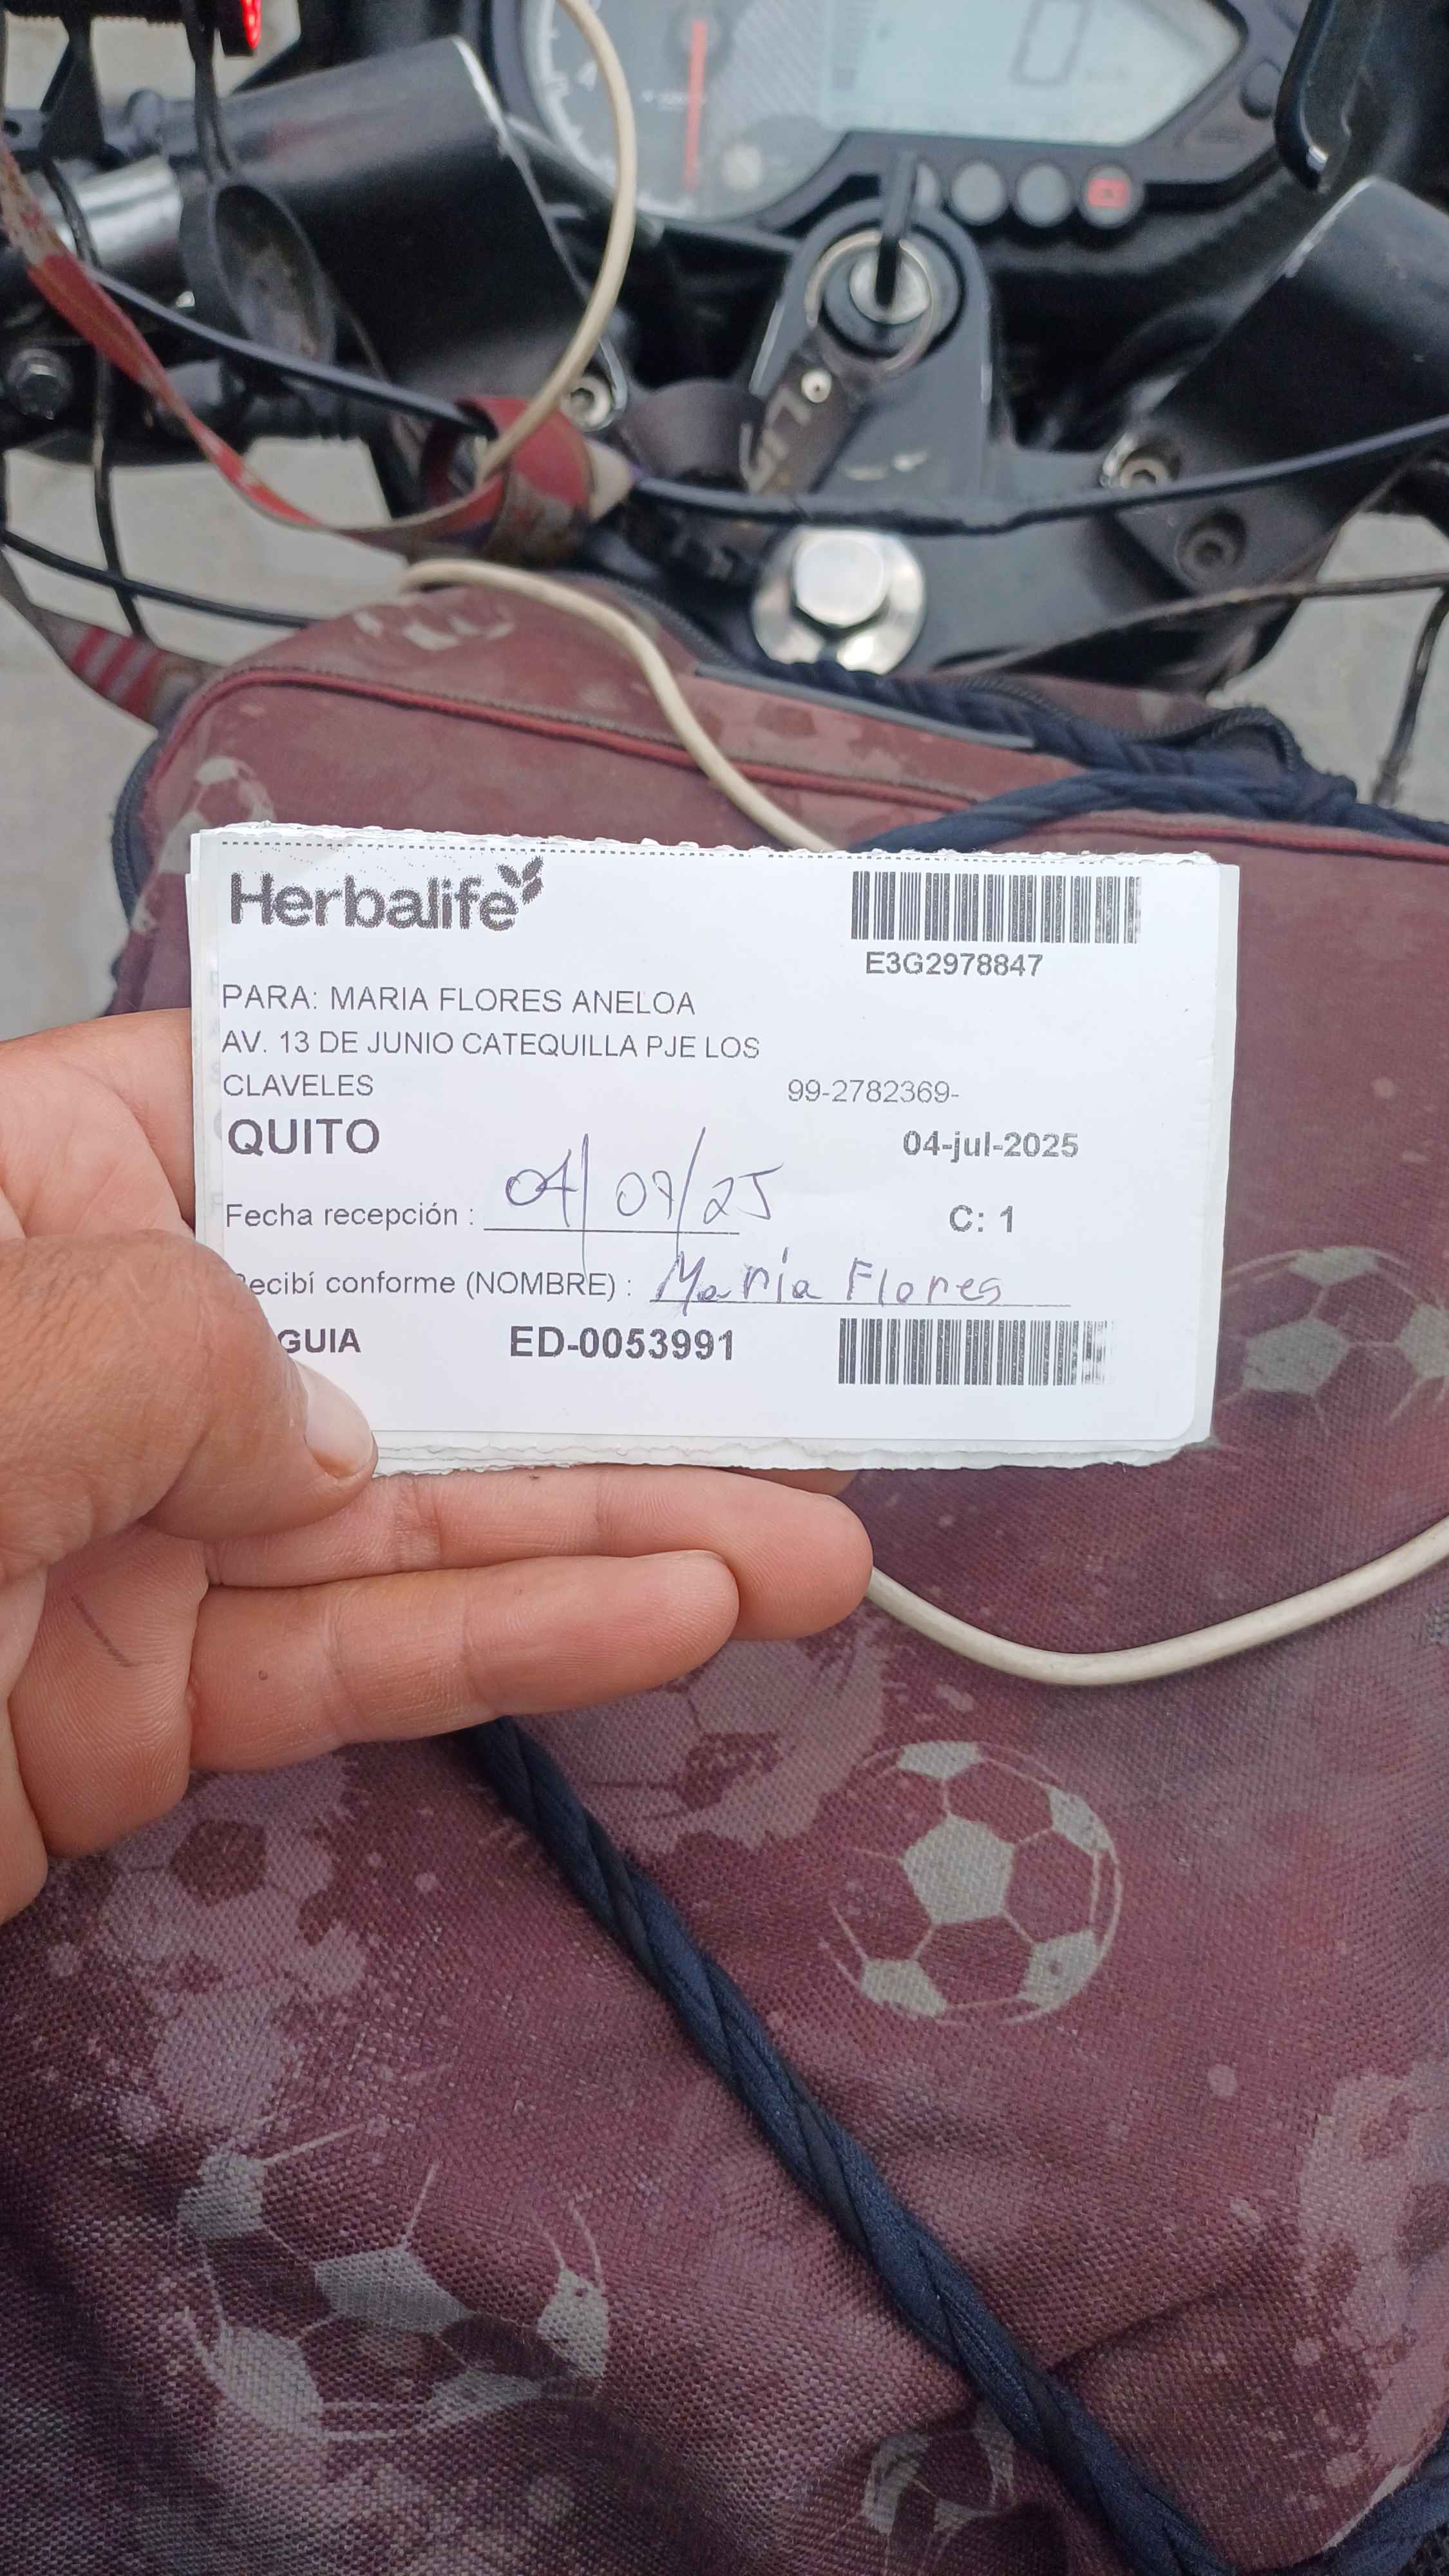 Herbalife
E3G2978847
PARA: MARIA FLORES ANELOA
AV. 13 DE JUNIO CATEQUILLA PJE LOS
CLAVELES
99-2782369-
QUITO
04-jul-2025
Fecha recepción : 04/07/25
C: 1
ecibí conforme (NOMBRE) : Maria Flores
GUIA ED-0053991